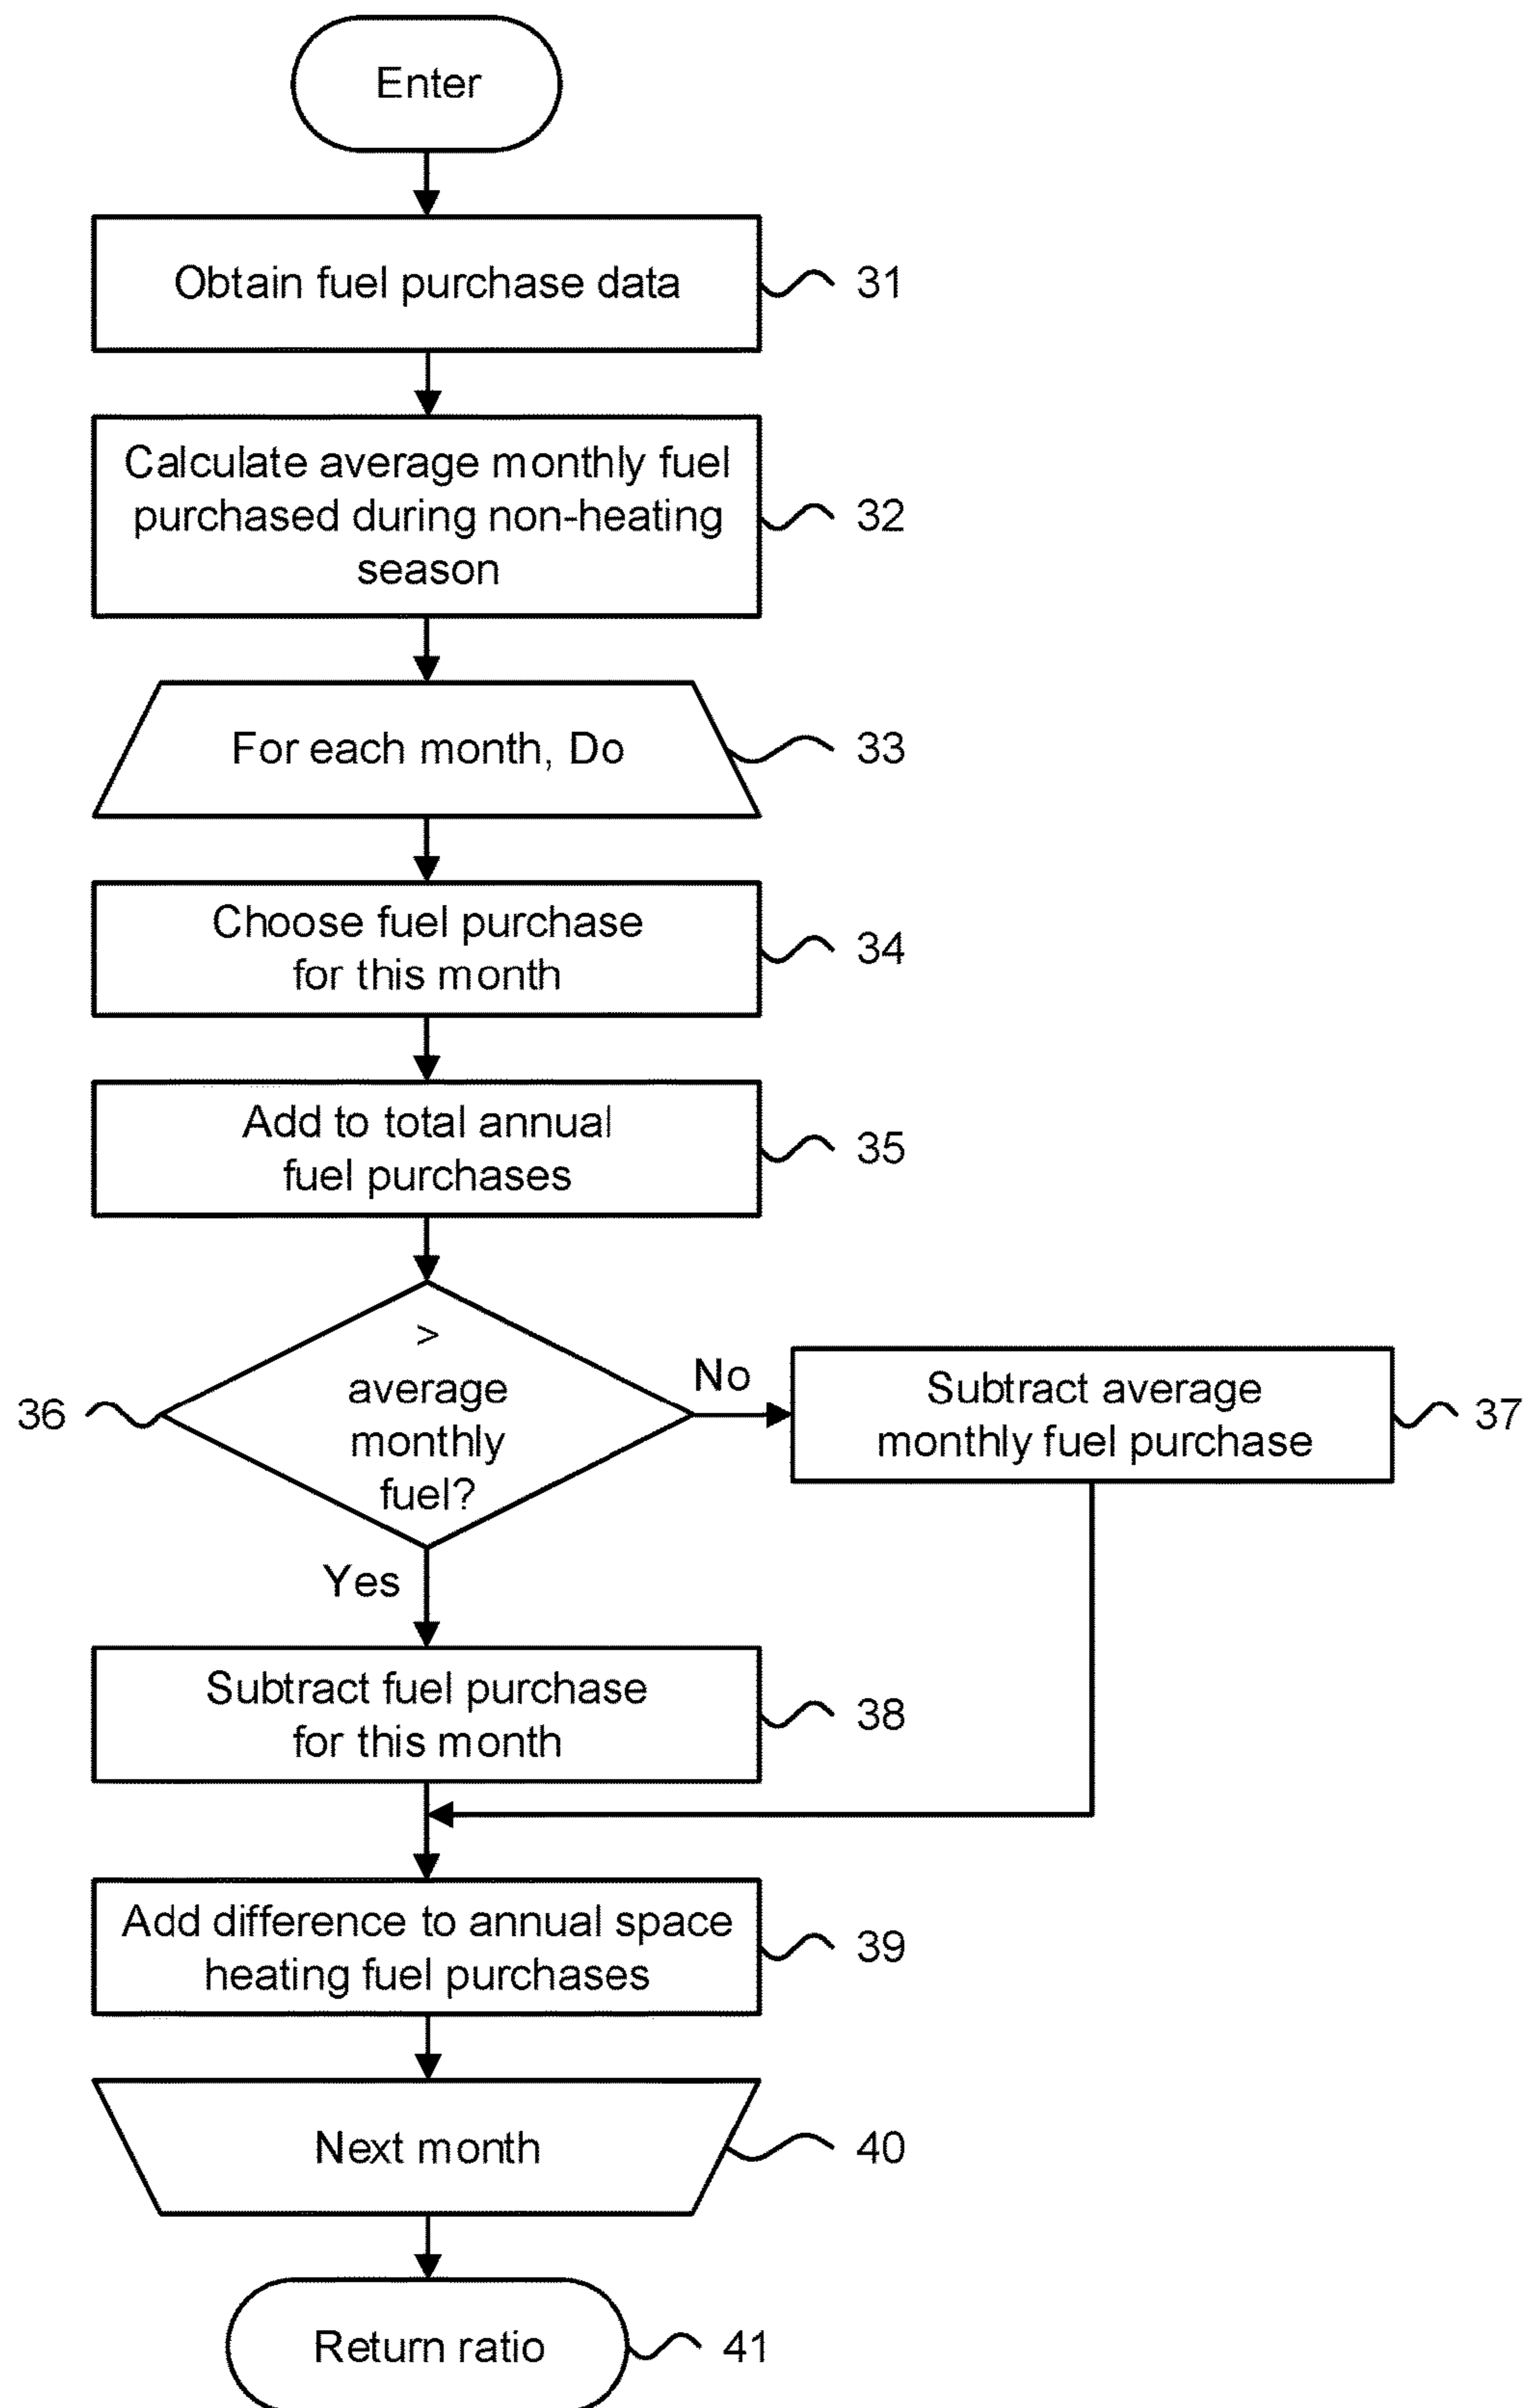 Enter
Obtain fuel purchase data
31
Calculate average monthly fuel
purchased during non-heating
season
32
For each month, Do
33
Choose fuel purchase
for this month
34
Add to total annual
fuel purchases
35
>
average
monthly
fuel?
36
No
Subtract average
monthly fuel purchase
37
Yes
Subtract fuel purchase
for this month
38
Add difference to annual space
heating fuel purchases
39
Next month
40
Return ratio
41